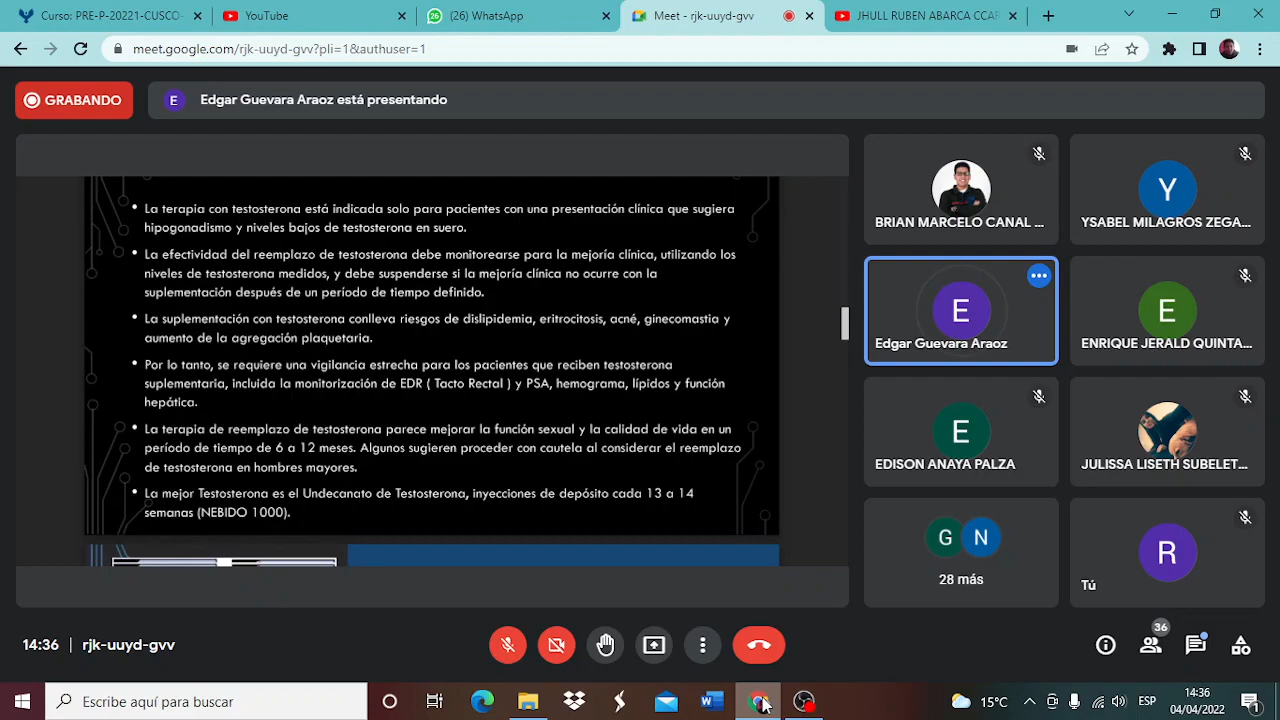 Curso: PRE-P-20221-CUSCO-
YouTube
(26) WhatsApp
Meet - rjk-uuyd-gvv
JHULL RUBEN ABARCA CCAR
meet.google.com/rjk-uuyd-gvv?pli=1&authuser=1
GRABANDO
E
Edgar Guevara Araoz está presentando
• La terapia con testosterona está indicada solo para pacientes con una presentación clínica que sugiera
hipogonadismo y niveles bajos de testosterona en suero.
• La efectividad del reemplazo de testosterona debe monitorearse para la mejoría clínica, utilizando los
niveles de testosterona medidos, y debe suspenderse si la mejoría clínica no ocurre con la
suplementación después de un período de tiempo definido.
• La suplementación con testosterona conlleva riesgos de dislipidemia, eritrocitosis, acné, ginecomastia y
aumento de la agregación plaquetaria.
• Por lo tanto, se requiere una vigilancia estrecha para los pacientes que reciben testosterona
suplementaria, incluida la monitorización de EDR ( Tacto Rectal ) y PSA, hemograma, lípidos y función
hepática.
• La terapia de reemplazo de testosterona parece mejorar la función sexual y la calidad de vida en un
período de tiempo de 6 a 12 meses. Algunos sugieren proceder con cautela al considerar el reemplazo
de testosterona en hombres mayores.
• La mejor Testosterona es el Undecanato de Testosterona, inyecciones de depósito cada 13 a 14
semanas (NEBIDO 1000).
BRIAN MARCELO CANAL ...
Y
YSABEL MILAGROS ZEGA...
E
Edgar Guevara Araoz
E
ENRIQUE JERALD QUINTA...
E
EDISON ANAYA PALZA
JULISSA LISETH SUBELET...
G N
28 más
R
Tú
14:36 | rjk-uuyd-gvv
36
Escribe aquí para buscar
15°C
ESP
14:36
04/04/2022
1